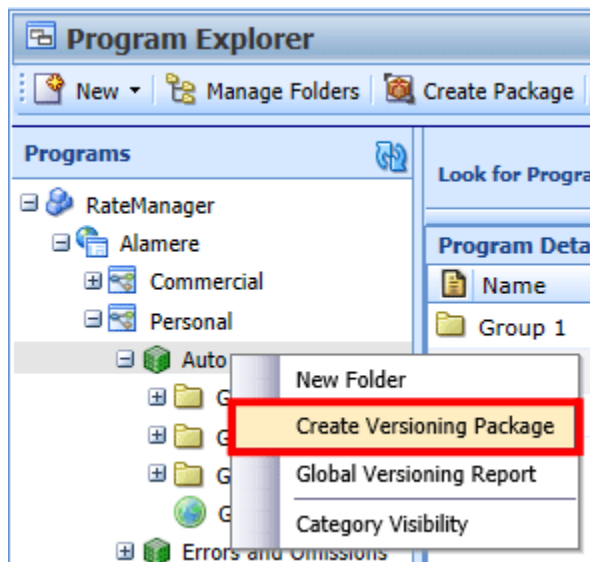 Program Explorer
New Manage Folders Create Package
Programs
Look for Progra
RateManager
Alamere
Program Deta
Commercial
Name
Personal
Group 1
Auto
New Folder
G
Create Versioning Package
G
Global Versioning Report
G
G
Category Visibility
Errors and Omissions